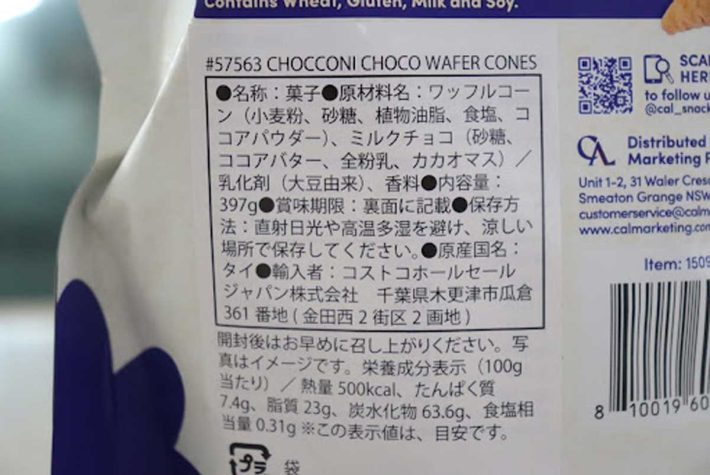 Contains Wheat, Gluten, Milk and Soy.
#57563 CHOCCONI CHOCO WAFER CONES
●名称：菓子●原材料名：ワッフルコー
ン（小麦粉、砂糖、植物油脂、食塩、コ
コアパウダー）、ミルクチョコ（砂糖、
ココアバター、全粉乳、カカオマス）／
乳化剤（大豆由来）、香料●内容量：
397g●賞味期限：裏面に記載●保存方
法：直射日光や高温多湿を避け、涼しい
場所で保存してください。●原産国名：
タイ●輸入者：コストコホールセール
ジャパン株式会社　千葉県木更津市瓜倉
361 番地 ( 金田西 2 街区 2 画地 )
開封後はお早めに召し上がりください。写
真はイメージです。栄養成分表示（100g
当たり）／ 熱量 500kcal、たんぱく質
7.4g、脂質 23g、炭水化物 63.6g、食塩相
当量 0.31g ※この表示値は、目安です。
プラ 袋
SCA
HER
to follow u
@cal_snack
CA
Distributed
Marketing P
Unit 1-2, 31 Waler Cresc
Smeaton Grange NSW
customerservice@calm
www.calmarketing.com
Item: 1509
8 10019 60